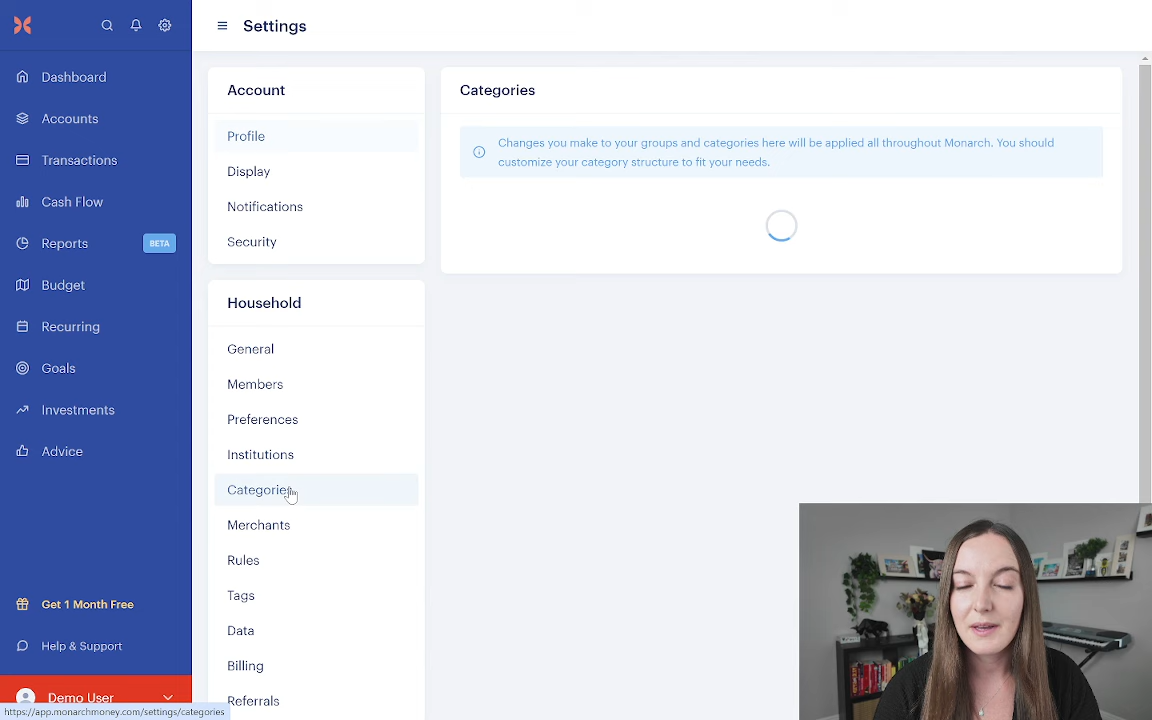 Settings
Dashboard
Accounts
Transactions
Cash Flow
Reports
BETA
Budget
Recurring
Goals
Investments
Advice
Get 1 Month Free
Help & Support
Demo User
https://app.monarchmoney.com/settings/categories
Account
Profile
Display
Notifications
Security
Household
General
Members
Preferences
Institutions
Categories
Merchants
Rules
Tags
Data
Billing
Referrals
Categories
Changes you make to your groups and categories here will be applied all throughout Monarch. You should
customize your category structure to fit your needs.